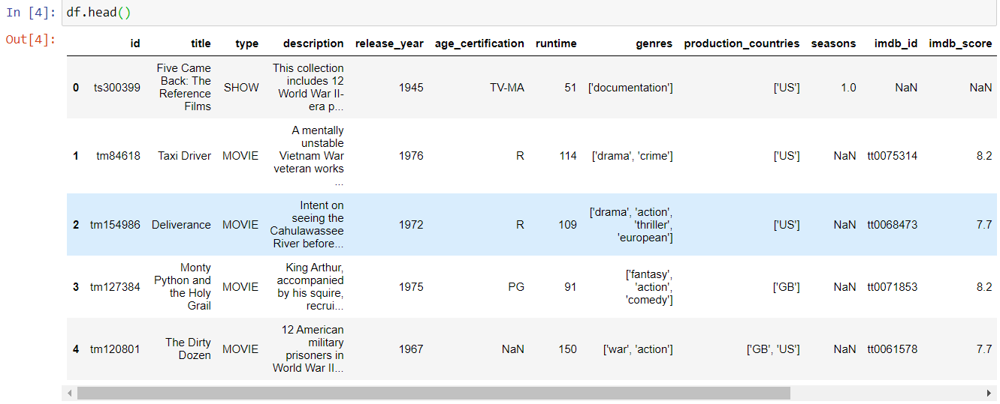 In [4]: df.head()
Out[4]:
id title type description release_year age_certification runtime genres production_countries seasons imdb_id imdb_score
0 ts300399 Five Came Back: The Reference Films SHOW This collection includes 12 World War II-era p... 1945 TV-MA 51 ['documentation'] ['US'] 1.0 NaN NaN
1 tm84618 Taxi Driver MOVIE A mentally unstable Vietnam War veteran works ... 1976 R 114 ['drama', 'crime'] ['US'] NaN tt0075314 8.2
2 tm154986 Deliverance MOVIE Intent on seeing the Cahulawassee River before... 1972 R 109 ['drama', 'action', 'thriller', 'european'] ['US'] NaN tt0068473 7.7
3 tm127384 Monty Python and the Holy Grail MOVIE King Arthur, accompanied by his squire, recrui... 1975 PG 91 ['fantasy', 'action', 'comedy'] ['GB'] NaN tt0071853 8.2
4 tm120801 The Dirty Dozen MOVIE 12 American military prisoners in World War II... 1967 NaN 150 ['war', 'action'] ['GB', 'US'] NaN tt0061578 7.7